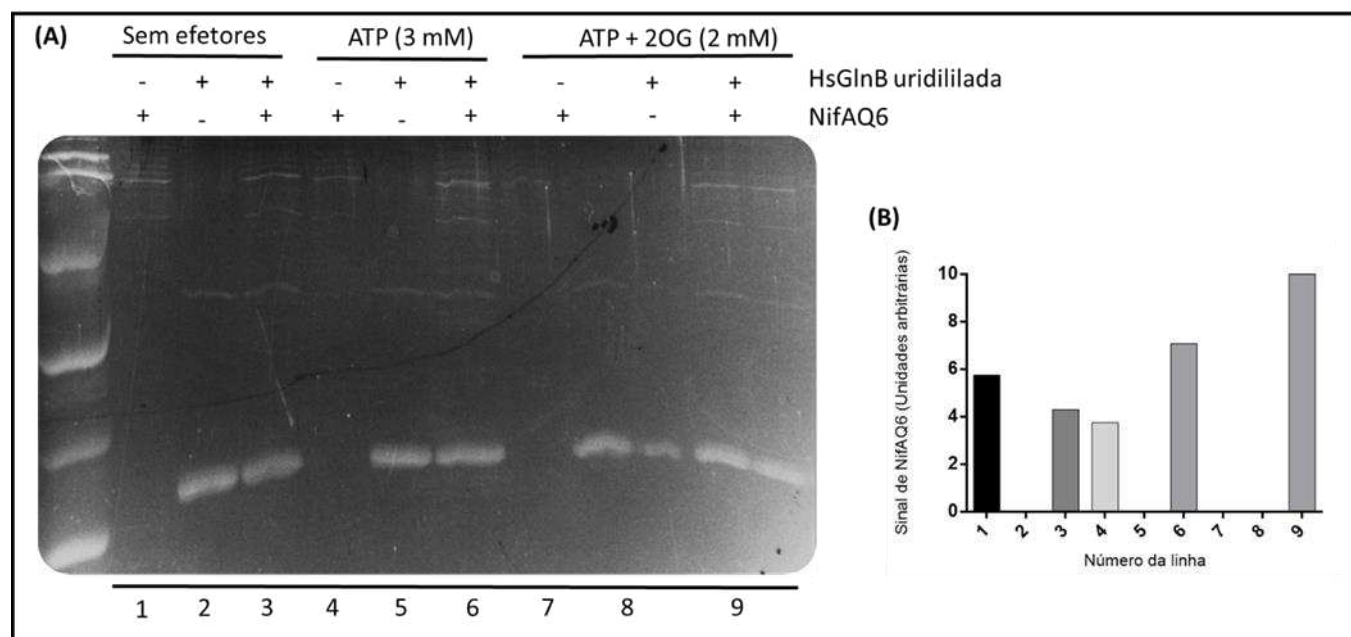 (A)
Sem efetores ATP (3 mM) ATP + 2OG (2 mM)
- + + - + + - + + HsGlnB uridililada
+ - + + - + + - + NifAQ6
1 2 3 4 5 6 7 8 9
(B)
Sinal de NifAQ6 (Unidades arbitrárias)
10
8
6
4
2
0
1 2 3 4 5 6 7 8 9
Número da linha